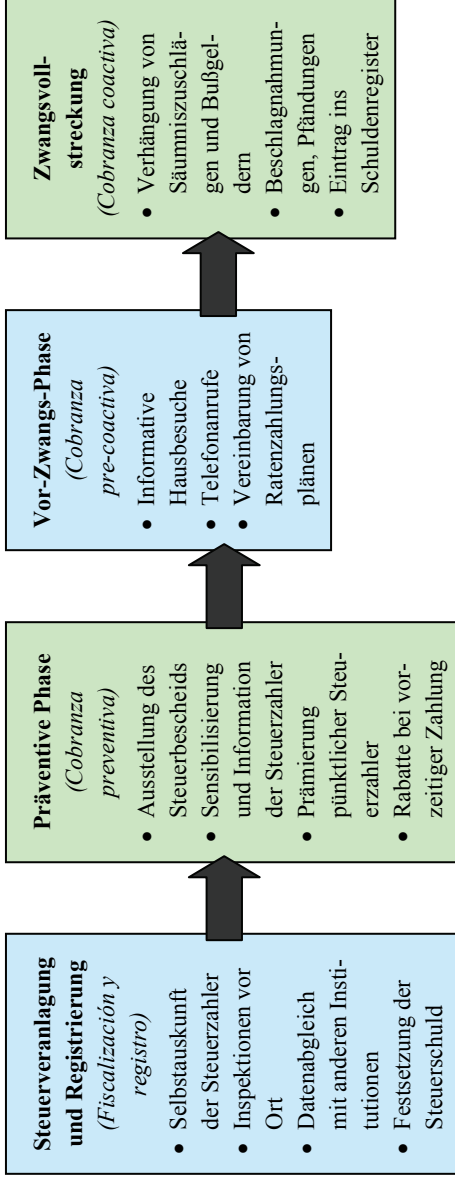 Steuerveranlagung
und Registrierung
(Fiscalización y
registro)
• Selbstauskunft
der Steuerzahler
• Inspektionen vor
Ort
• Datenabgleich
mit anderen Insti-
tutionen
• Festsetzung der
Steuerschuld
Präventive Phase
(Cobranza
preventiva)
• Ausstellung des
Steuerbescheids
• Sensibilisierung
und Information
der Steuerzahler
• Prämierung
pünktlicher Steu-
erzahler
• Rabatte bei vor-
zeitiger Zahlung
Vor-Zwangs-Phase
(Cobranza
pre-coactiva)
• Informative
Hausbesuche
• Telefonanrufe
• Vereinbarung von
Ratenzahlungs-
plänen
Zwangsvoll-
streckung
(Cobranza coactiva)
• Verhängung von
Säumniszuschlä-
gen und Bußgel-
dern
• Beschlagnahmun-
gen, Pfändungen
• Eintrag ins
Schuldenregister